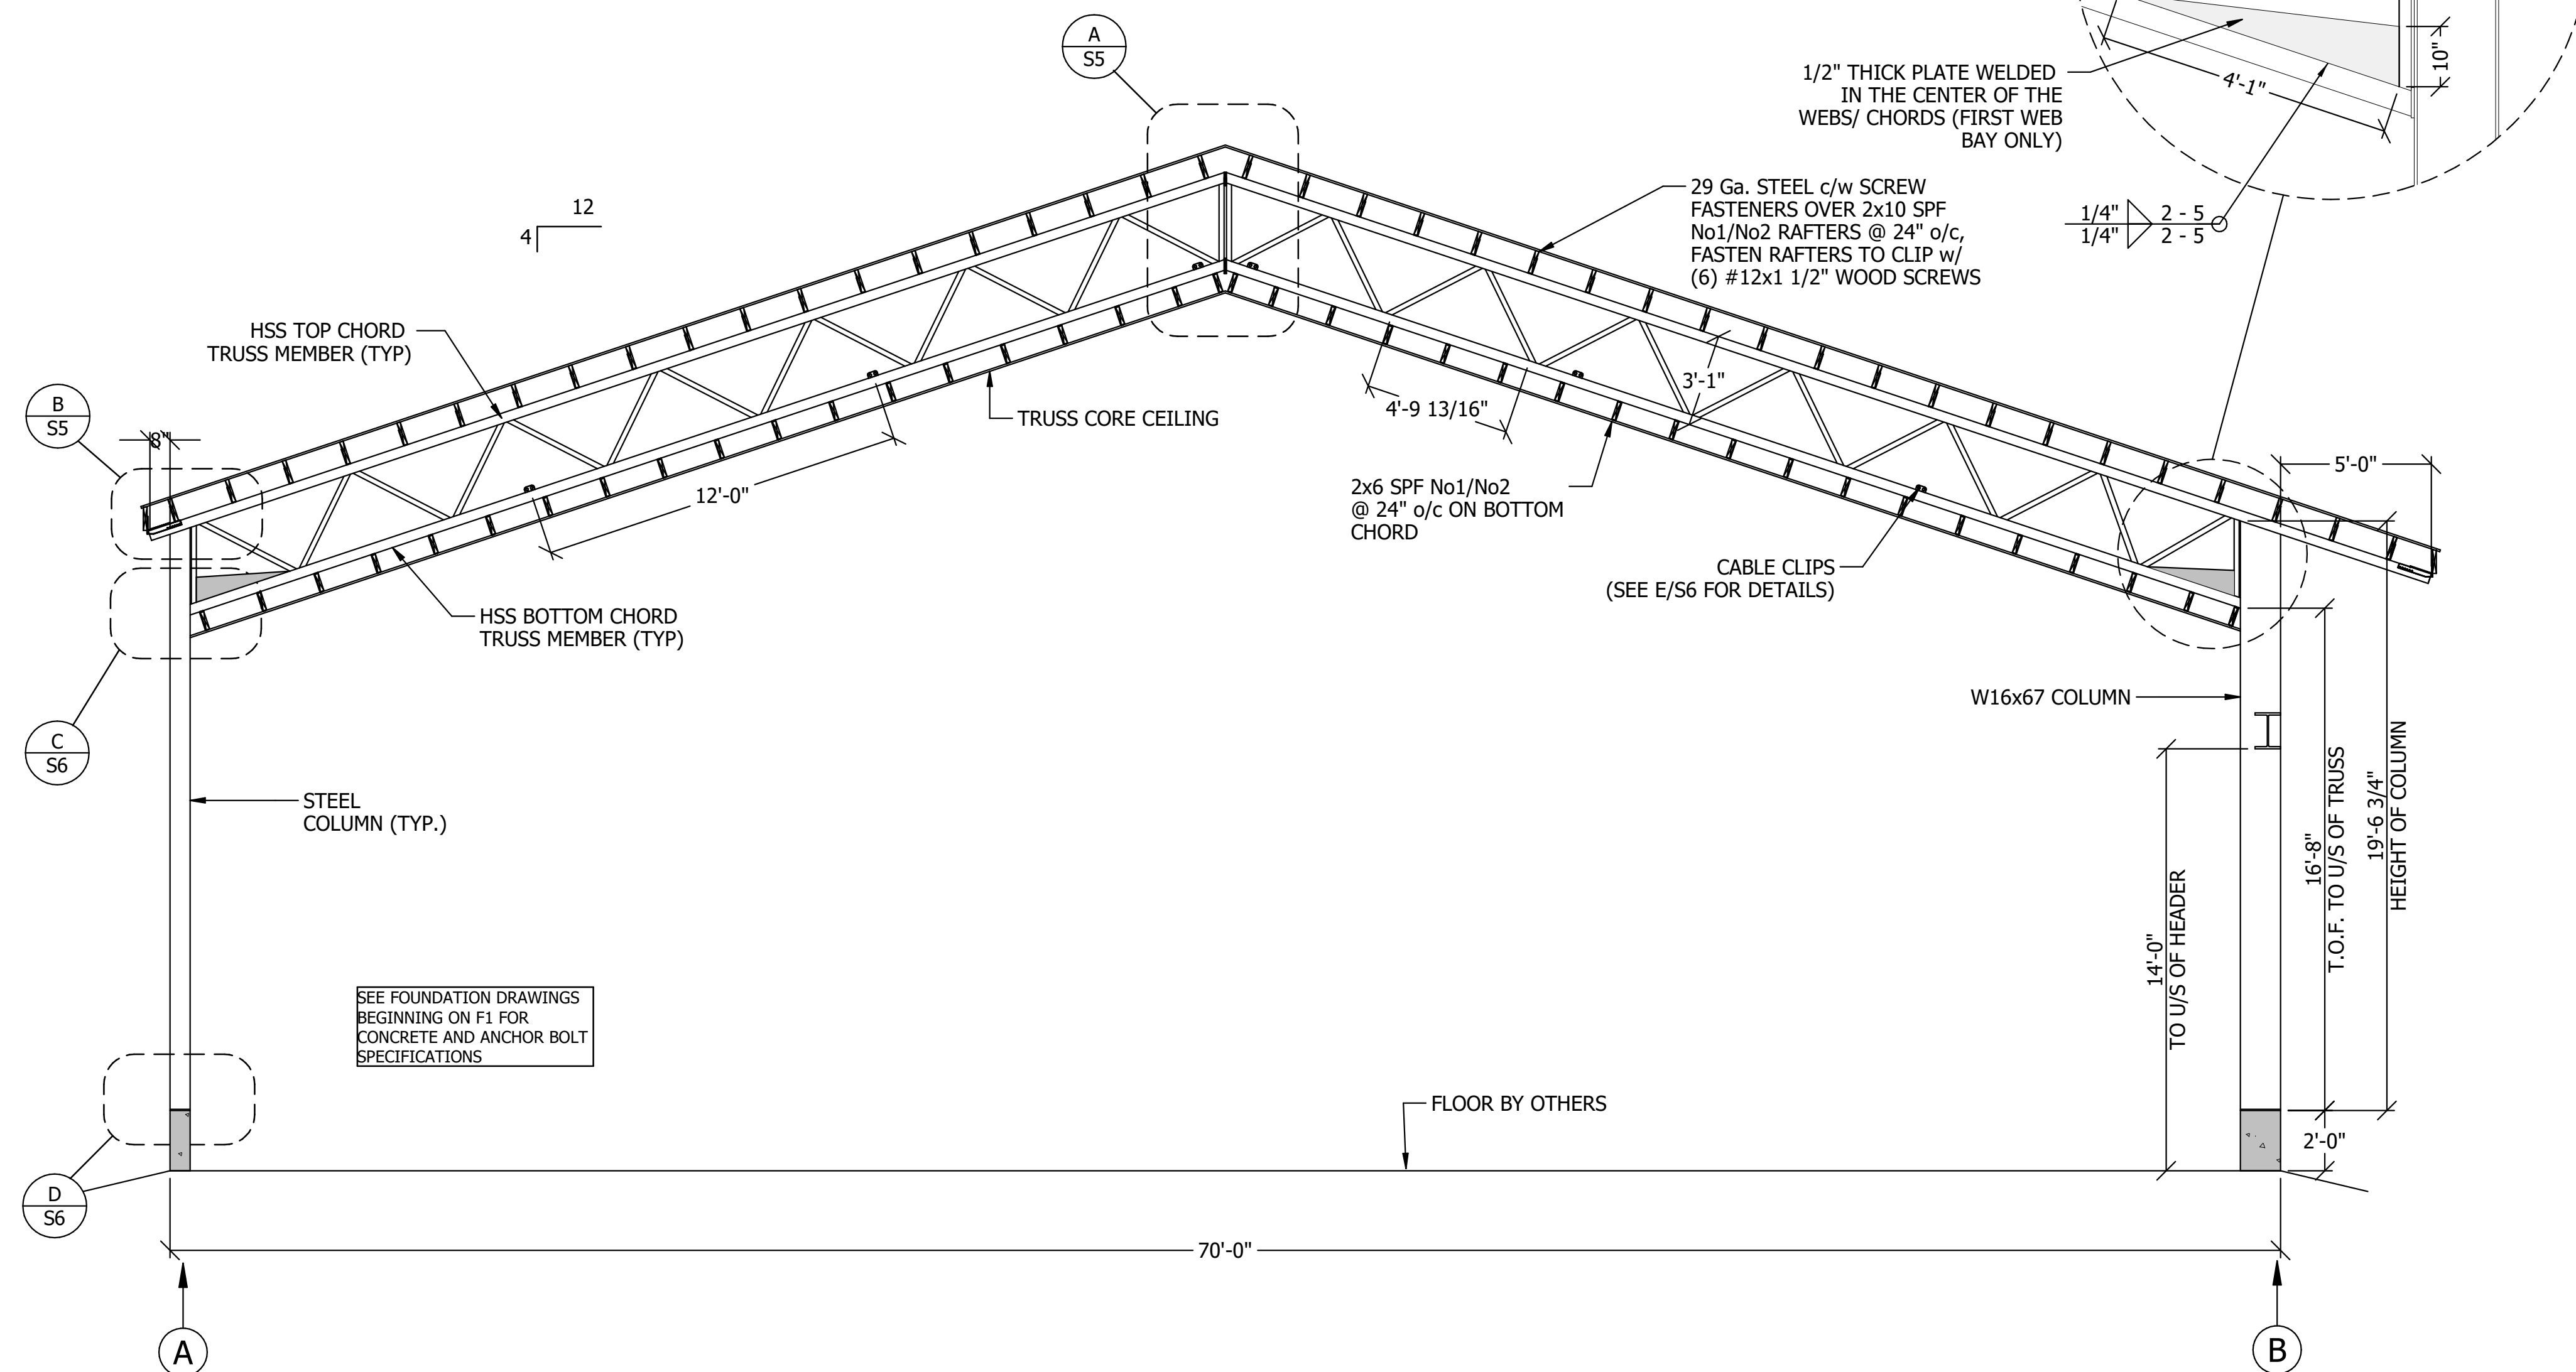 A
S5
1/2" THICK PLATE WELDED
IN THE CENTER OF THE
WEBS/ CHORDS (FIRST WEB
BAY ONLY)
4'-1"
10"
1/4" 2 - 5
1/4" 2 - 5
12
4
29 Ga. STEEL c/w SCREW
FASTENERS OVER 2x10 SPF
No1/No2 RAFTERS @ 24" o/c,
FASTEN RAFTERS TO CLIP w/
(6) #12x1 1/2" WOOD SCREWS
HSS TOP CHORD
TRUSS MEMBER (TYP)
B
S5
8"
TRUSS CORE CEILING
4'-9 13/16"
3'-1"
12'-0"
5'-0"
2x6 SPF No1/No2
@ 24" o/c ON BOTTOM
CHORD
CABLE CLIPS
(SEE E/S6 FOR DETAILS)
HSS BOTTOM CHORD
TRUSS MEMBER (TYP)
C
S6
W16x67 COLUMN
STEEL
COLUMN (TYP.)
14'-0"
TO U/S OF HEADER
16'-8"
T.O.F. TO U/S OF TRUSS
19'-6 3/4"
HEIGHT OF COLUMN
SEE FOUNDATION DRAWINGS
BEGINNING ON F1 FOR
CONCRETE AND ANCHOR BOLT
SPECIFICATIONS
FLOOR BY OTHERS
2'-0"
D
S6
70'-0"
A
B